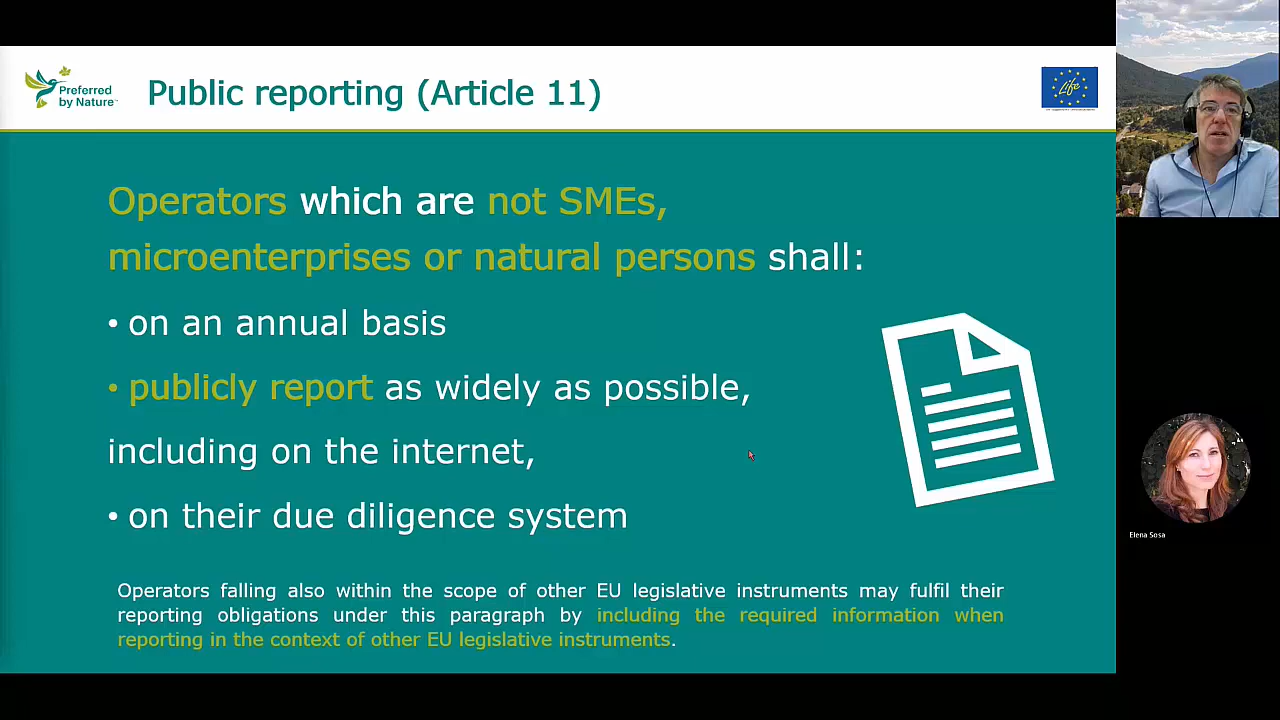 Preferred
by Nature™
Public reporting (Article 11)
Life
Operators which are not SMEs,
microenterprises or natural persons shall:
• on an annual basis
• publicly report as widely as possible,
including on the internet,
• on their due diligence system
Operators falling also within the scope of other EU legislative instruments may fulfil their
reporting obligations under this paragraph by including the required information when
reporting in the context of other EU legislative instruments.
Elena Sosa